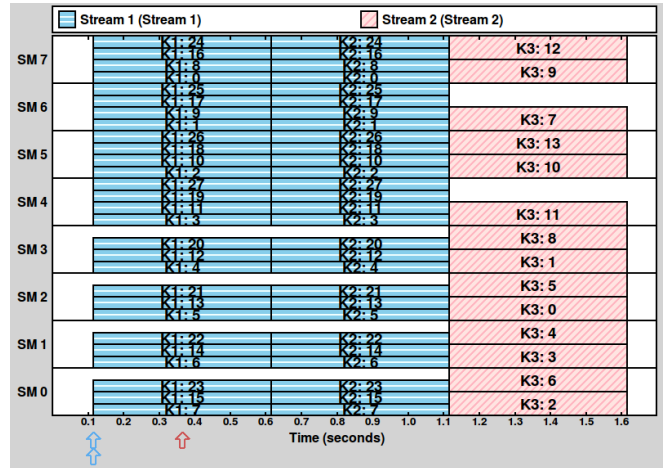 Stream 1 (Stream 1) Stream 2 (Stream 2)
SM 7
K1: 24 K2: 24 K3: 12
K1: 16 K2: 16
K1: 8 K2: 8 K3: 9
K1: 0 K2: 0
SM 6
K1: 25 K2: 25
K1: 17 K2: 17
K1: 9 K2: 9 K3: 7
K1: 1 K2: 1
SM 5
K1: 26 K2: 26 K3: 13
K1: 18 K2: 18
K1: 10 K2: 10 K3: 10
K1: 2 K2: 2
SM 4
K1: 27 K2: 27
K1: 19 K2: 19
K1: 11 K2: 11 K3: 11
K1: 3 K2: 3
SM 3
K1: 20 K2: 20 K3: 8
K1: 12 K2: 12
K1: 4 K2: 4 K3: 1
SM 2
K1: 21 K2: 21 K3: 5
K1: 13 K2: 13
K1: 5 K2: 5 K3: 0
SM 1
K1: 22 K2: 22 K3: 4
K1: 14 K2: 14
K1: 6 K2: 6 K3: 3
SM 0
K1: 23 K2: 23 K3: 6
K1: 15 K2: 15
K1: 7 K2: 7 K3: 2
0.1 0.2 0.3 0.4 0.5 0.6 0.7 0.8 0.9 1.0 1.1 1.2 1.3 1.4 1.5 1.6
Time (seconds)